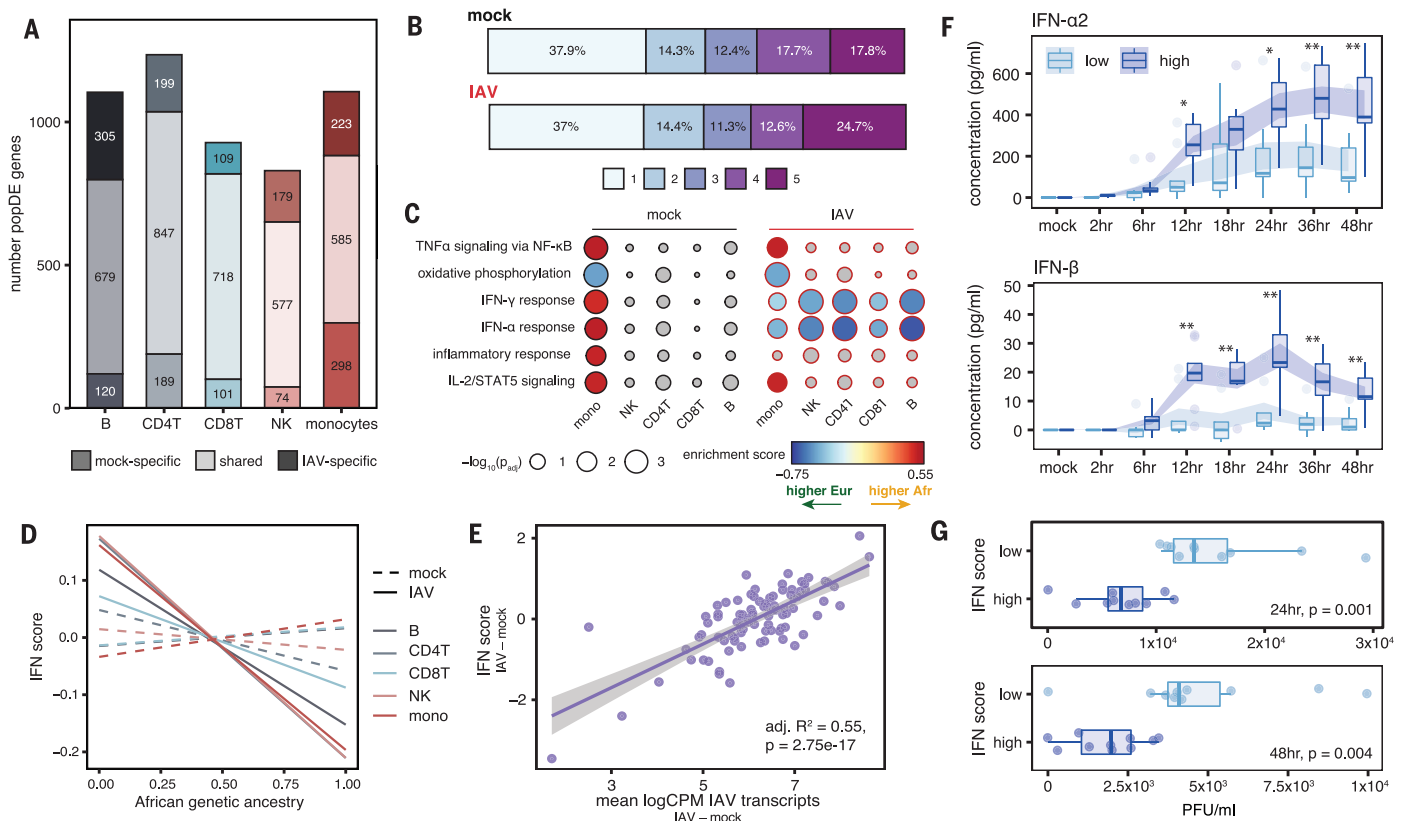 A
number popDE genes
1000
500
0
305
679
120
199
847
189
109
718
101
179
577
74
223
585
298
B
CD4T
CD8T
NK
monocytes
mock-specific
shared
IAV-specific
B
mock
37.9%
14.3%
12.4%
17.7%
17.8%
IAV
37%
14.4%
11.3%
12.6%
24.7%
1
2
3
4
5
C
mock
IAV
TNFα signaling via NF-κB
oxidative phosphorylation
IFN-γ response
IFN-α response
inflammatory response
IL-2/STAT5 signaling
mono
NK
CD4T
CD8T
B
mono
NK
CD4T
CD8T
B
−log10(padj)
1
2
3
enrichment score
−0.75
0.55
higher Eur
higher Afr
D
IFN score
0.1
0.0
−0.1
−0.2
0.00
0.25
0.50
0.75
1.00
African genetic ancestry
mock
IAV
B
CD4T
CD8T
NK
mono
E
IFN score
IAV – mock
2
0
−2
3
5
7
mean logCPM IAV transcripts
IAV – mock
adj. R² = 0.55,
p = 2.75e-17
F
IFN-α2
concentration (pg/ml)
600
400
200
0
low
high
*
*
**
**
mock
2hr
6hr
12hr
18hr
24hr
36hr
48hr
IFN-β
concentration (pg/ml)
50
40
30
20
10
0
**
**
**
**
**
mock
2hr
6hr
12hr
18hr
24hr
36hr
48hr
G
IFN score
low
high
24hr, p = 0.001
0
1x10⁴
2x10⁴
3x10⁴
IFN score
low
high
48hr, p = 0.004
0
2.5x10³
5x10³
7.5x10³
1x10⁴
PFU/ml